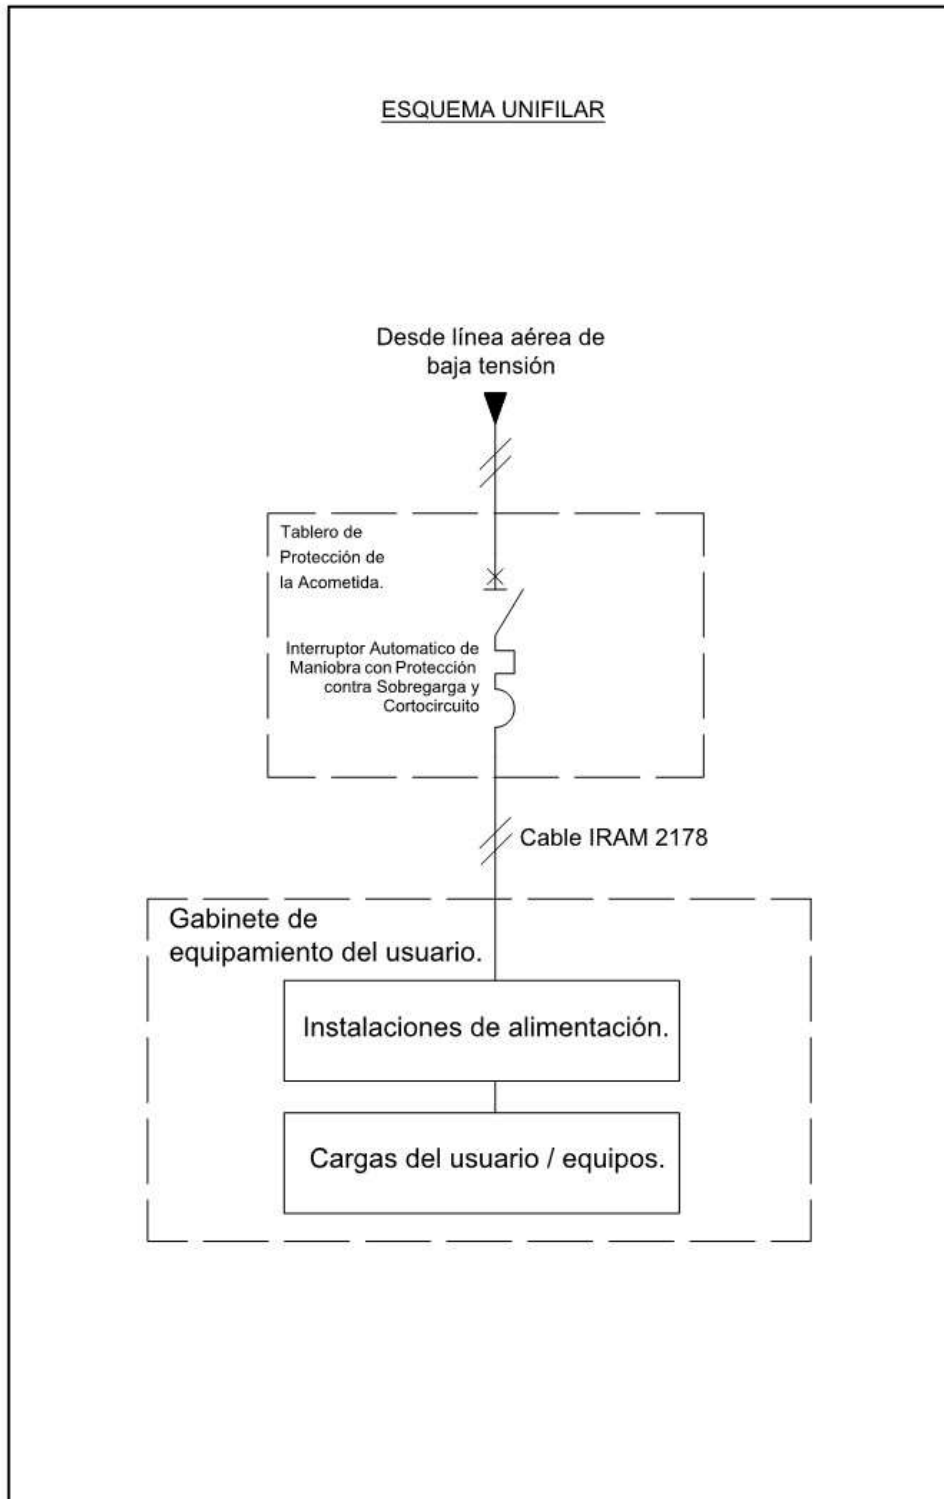 ESQUEMA UNIFILAR
Desde línea aérea de
baja tensión
Tablero de
Protección de
la Acometida.
Interruptor Automatico de
Maniobra con Protección
contra Sobregarga y
Cortocircuito
Cable IRAM 2178
Gabinete de
equipamiento del usuario.
Instalaciones de alimentación.
Cargas del usuario / equipos.